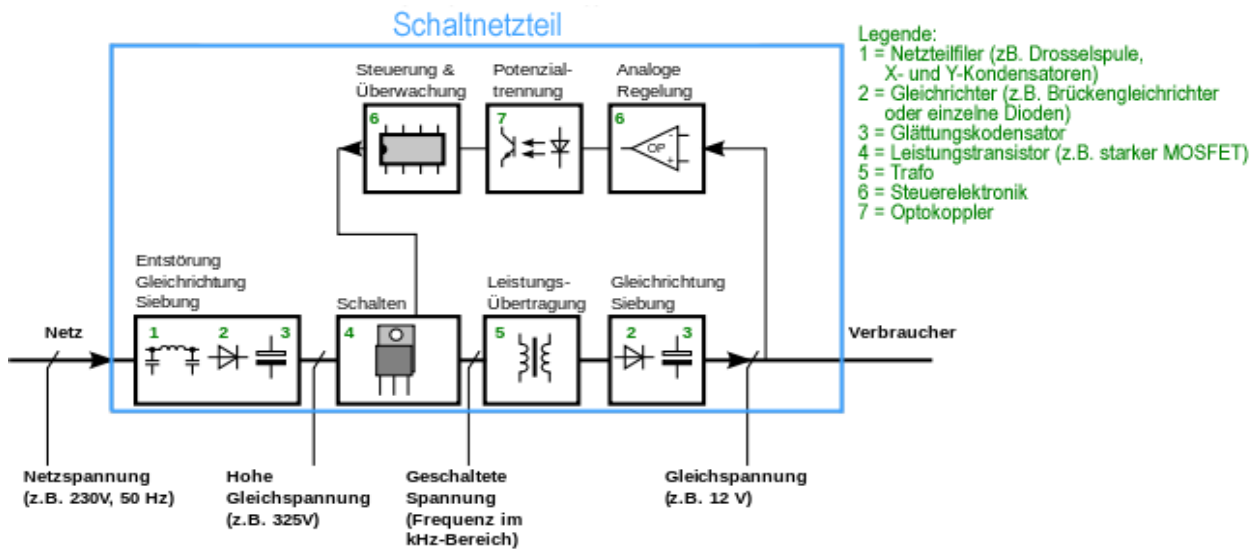 Schaltnetzteil
Legende:
1 = Netzteilfiler (zB. Drosselspule,
X- und Y-Kondensatoren)
2 = Gleichrichter (z.B. Brückengleichrichter
oder einzelne Dioden)
3 = Glättungskodensator
4 = Leistungstransistor (z.B. starker MOSFET)
5 = Trafo
6 = Steuerelektronik
7 = Optokoppler
Steuerung &
Überwachung
Potenzial-
trennung
Analoge
Regelung
6
7
6
OP
-
+
Entstörung
Gleichrichtung
Siebung
Schalten
Leistungs-
Übertragung
Gleichrichtung
Siebung
Netz
1
2
3
4
5
2
3
Verbraucher
Netzspannung
(z.B. 230V, 50 Hz)
Hohe
Gleichspannung
(z.B. 325V)
Geschaltete
Spannung
(Frequenz im
kHz-Bereich)
Gleichspannung
(z.B. 12 V)